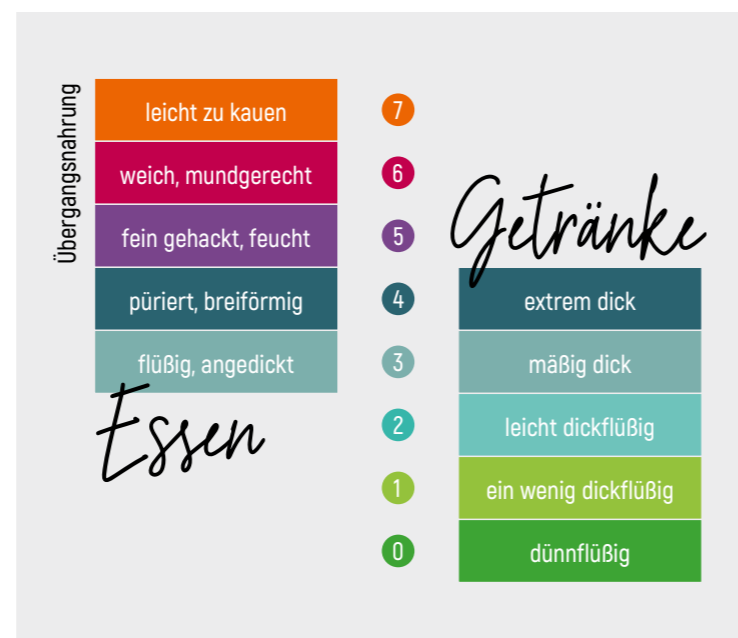 Übergangsnahrung
leicht zu kauen
7
weich, mundgerecht
6
fein gehackt, feucht
5
Getränke
püriert, breiförmig
4
extrem dick
flüßig, angedickt
3
mäßig dick
Essen
2
leicht dickflüßig
1
ein wenig dickflüßig
0
dünnflüßig